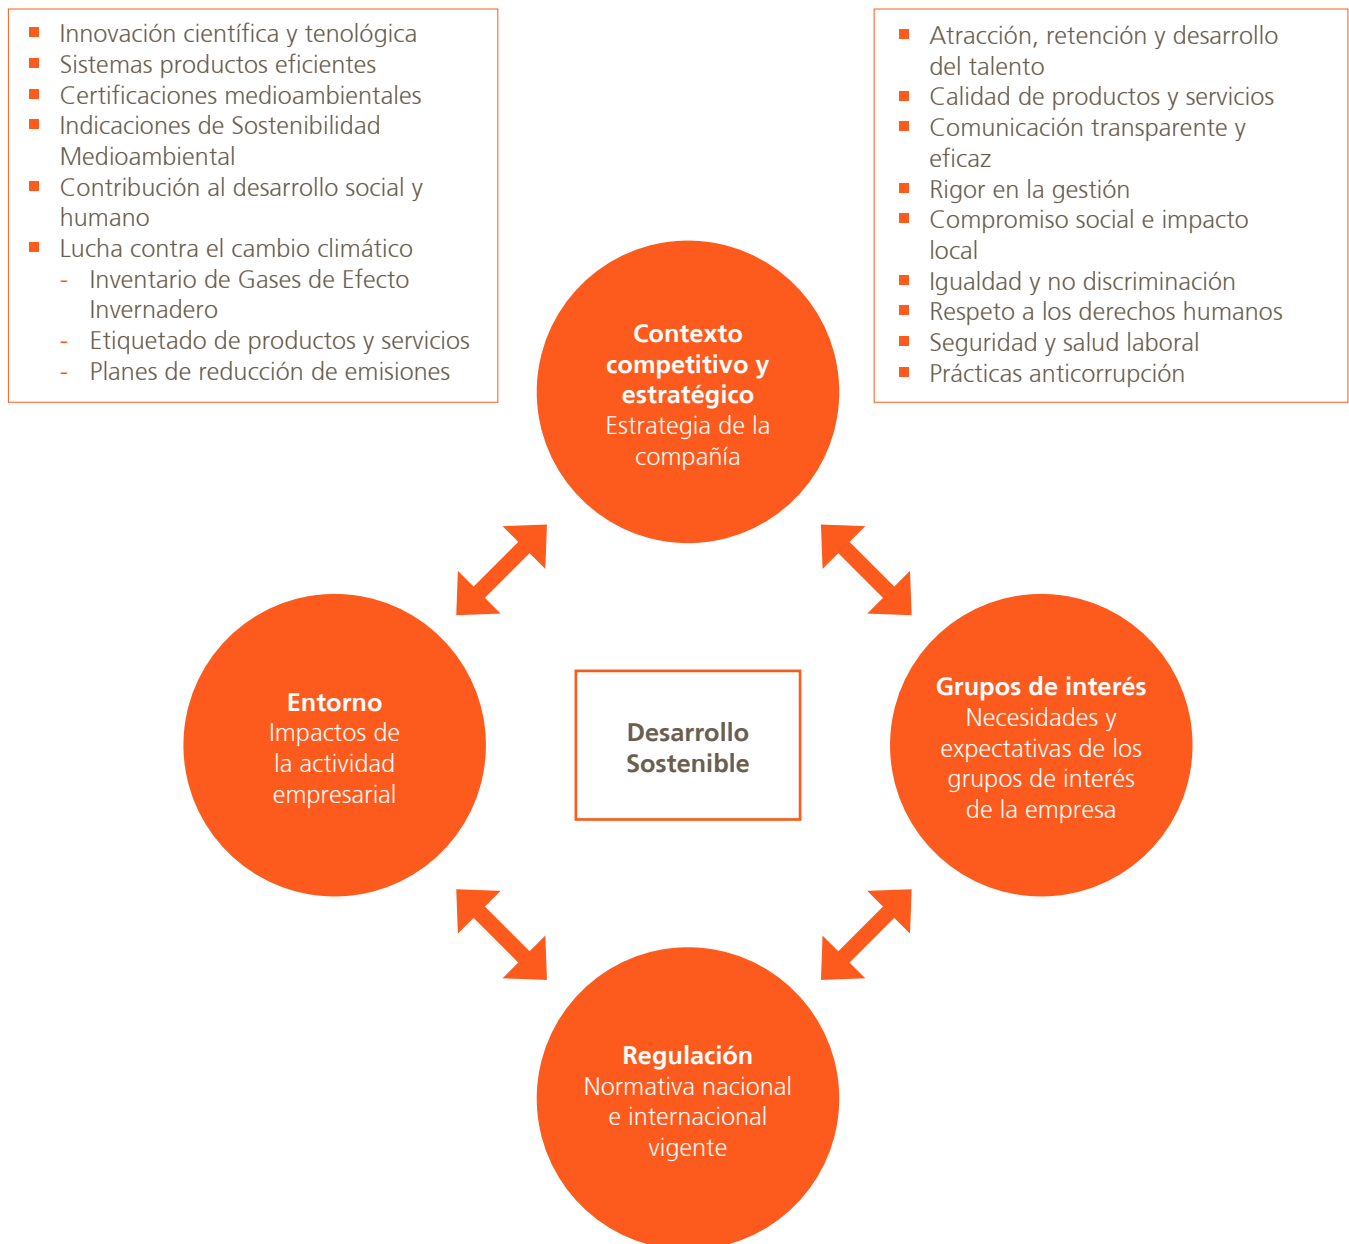 Innovación científica y tenológica
Sistemas productos eficientes
Certificaciones medioambientales
Indicaciones de Sostenibilidad
Medioambiental
Contribución al desarrollo social y
humano
Lucha contra el cambio climático
- Inventario de Gases de Efecto
Invernadero
- Etiquetado de productos y servicios
- Planes de reducción de emisiones
Atracción, retención y desarrollo
del talento
Calidad de productos y servicios
Comunicación transparente y
eficaz
Rigor en la gestión
Compromiso social e impacto
local
Igualdad y no discriminación
Respeto a los derechos humanos
Seguridad y salud laboral
Prácticas anticorrupción
Contexto
competitivo y
estratégico
Estrategia de la
compañía
Entorno
Impactos de
la actividad
empresarial
Desarrollo
Sostenible
Grupos de interés
Necesidades y
expectativas de los
grupos de interés
de la empresa
Regulación
Normativa nacional
e internacional
vigente